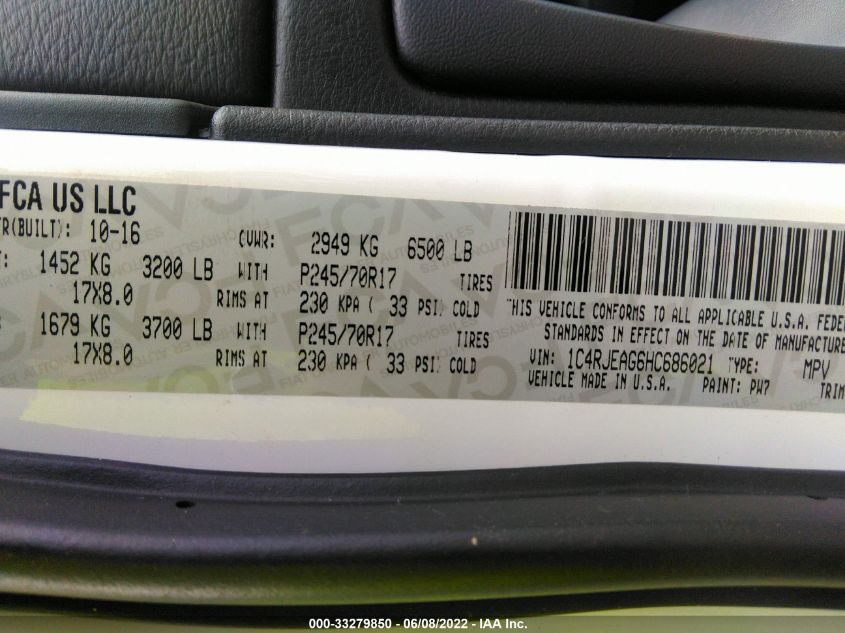 FCA US LLC
FR(BUILT): 10-16
GVWR: 2949 KG 6500 LB
T: 1452 KG 3200 LB WITH P245/70R17 TIRES
17X8.0 RIMS AT 230 KPA ( 33 PSI) COLD
1679 KG 3700 LB WITH P245/70R17 TIRES
17X8.0 RIMS AT 230 KPA ( 33 PSI) COLD
THIS VEHICLE CONFORMS TO ALL APPLICABLE U.S.A. FEDE
STANDARDS IN EFFECT ON THE DATE OF MANUFACTURE
VIN: 1C4RJEAG6HC686021 TYPE: MPV
VEHICLE MADE IN U.S.A. PAINT: PW7 TRIM
000-33279850 - 06/08/2022 - IAA Inc.